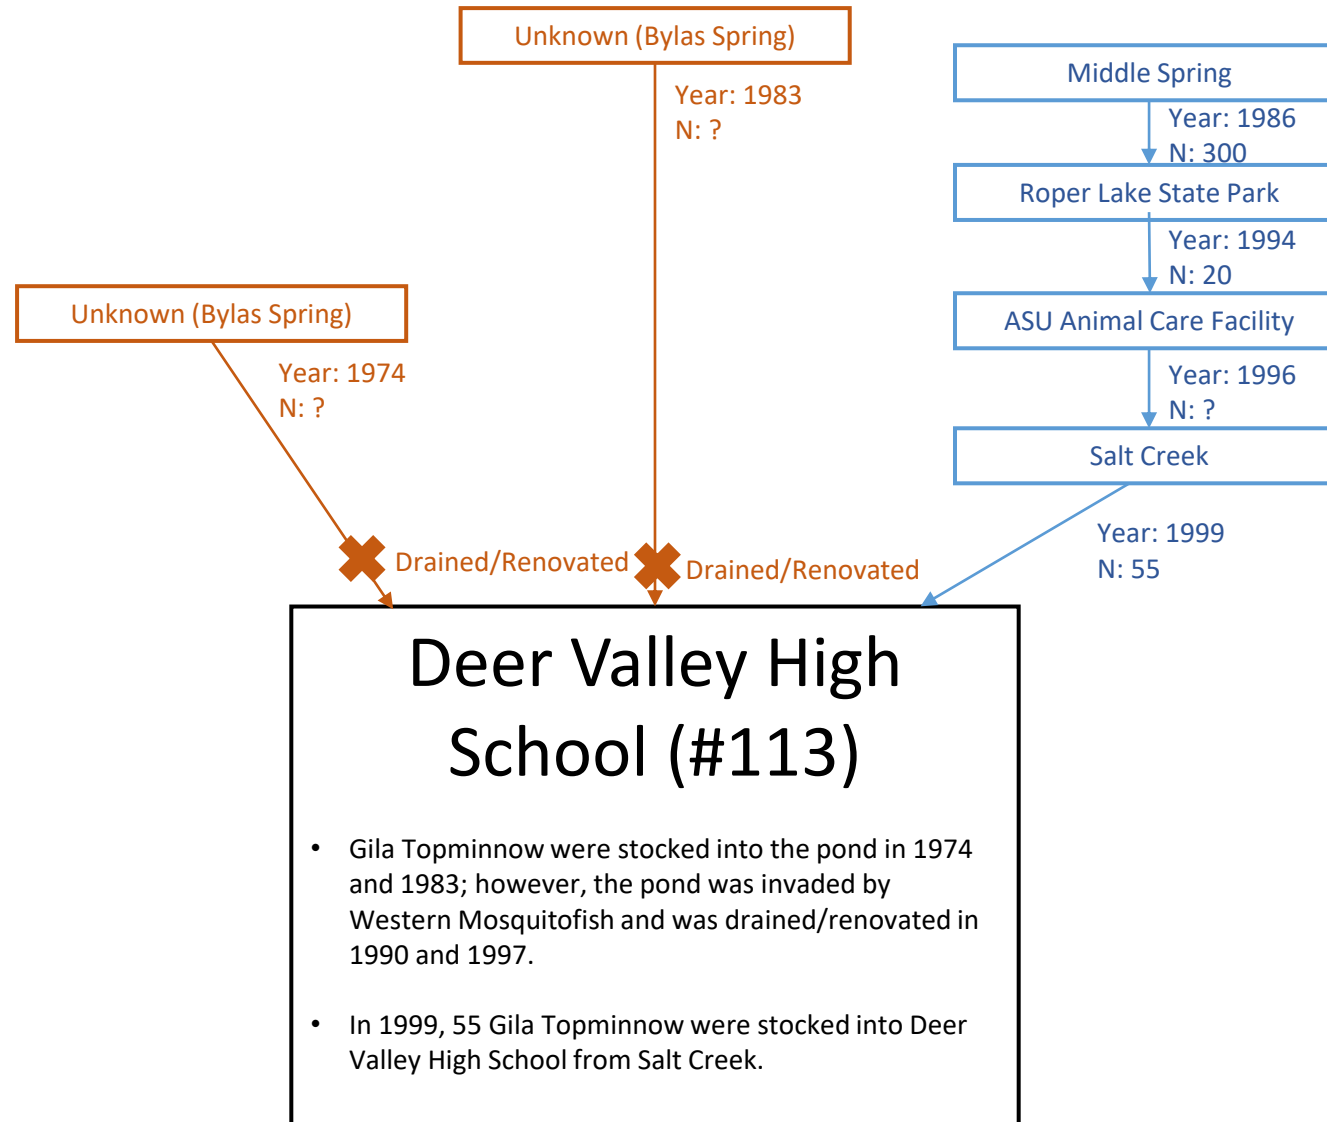 Unknown (Bylas Spring)
Year: 1983
N: ?
Middle Spring
Year: 1986
N: 300
Roper Lake State Park
Year: 1994
N: 20
ASU Animal Care Facility
Year: 1996
N: ?
Salt Creek
Year: 1999
N: 55
Unknown (Bylas Spring)
Year: 1974
N: ?
Drained/Renovated
Drained/Renovated
Deer Valley High
School (#113)
• Gila Topminnow were stocked into the pond in 1974
and 1983; however, the pond was invaded by
Western Mosquitofish and was drained/renovated in
1990 and 1997.
• In 1999, 55 Gila Topminnow were stocked into Deer
Valley High School from Salt Creek.